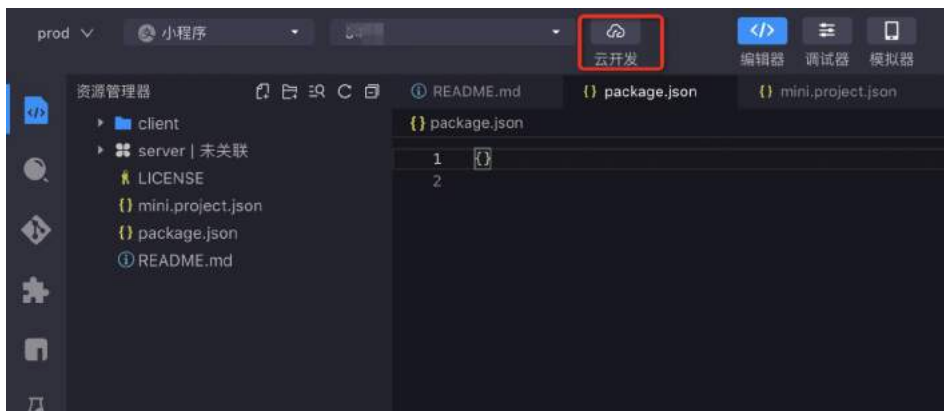 prod 小程序
云开发 编辑器 调试器 模拟器
资源管理器 README.md package.json mini.project.json
client
server | 未关联
LICENSE
mini.project.json
package.json
README.md
{} package.json
1 {}
2